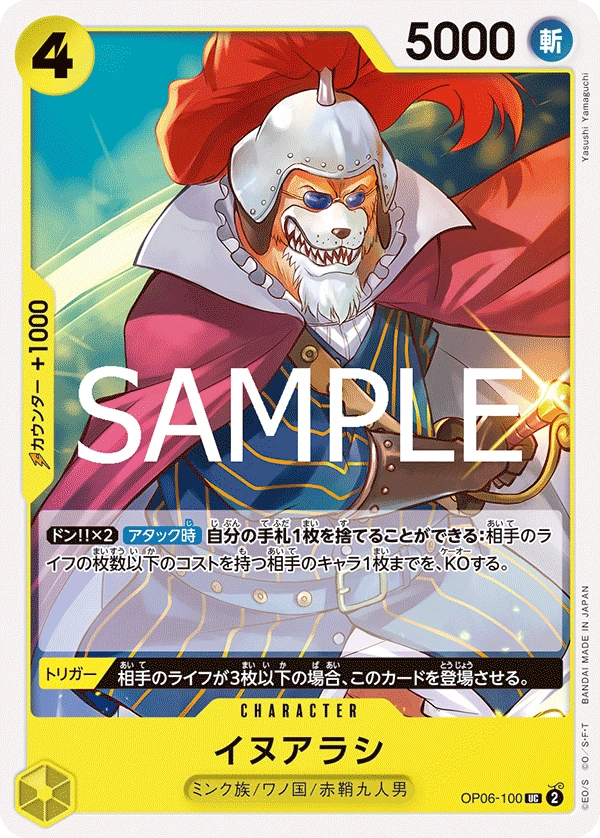 4
5000
斬
Yasushi Yamaguchi
カウンター +1000
SAMPLE
ドン!!×2 アタック時 自分の手札1枚を捨てることができる:相手のラ
イフの枚数以下のコストを持つ相手のキャラ1枚までを、KOする。
トリガー 相手のライフが3枚以下の場合、このカードを登場させる。
CHARACTER
イヌアラシ
ミンク族/ワノ国/赤鞘九人男
OP06-100 UC 2
©E.O/S ©O/S・F・T BANDAI MADE IN JAPAN